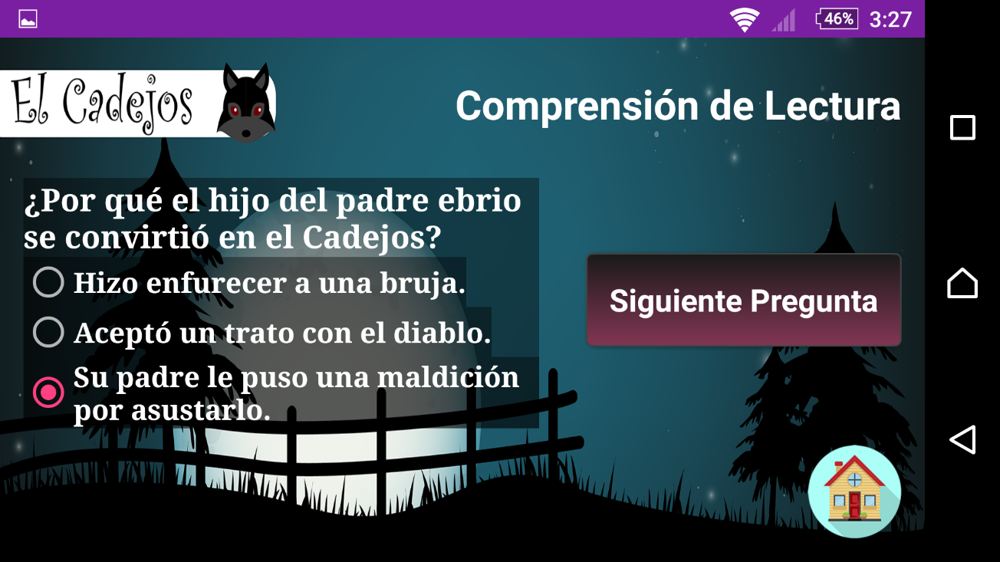 46% 3:27
El Cadejos
Comprensión de Lectura
¿Por qué el hijo del padre ebrio
se convirtió en el Cadejos?
Hizo enfurecer a una bruja.
Aceptó un trato con el diablo.
Su padre le puso una maldición
por asustarlo.
Siguiente Pregunta